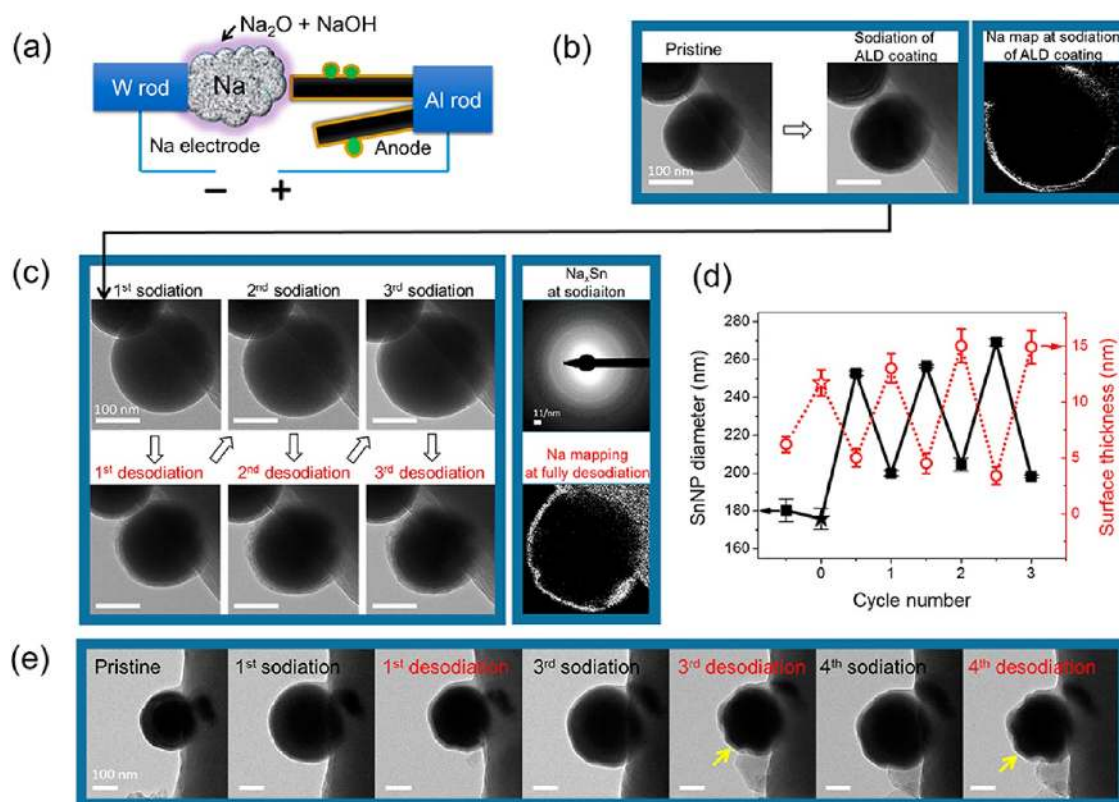 (a)
Na₂O + NaOH
W rod
Na
Al rod
Na electrode
Anode
− +
(b)
Pristine
Sodiation of
ALD coating
Na map at sodiation
of ALD coating
100 nm
(c)
1st sodiation
2nd sodiation
3rd sodiation
100 nm
1st desodiation
2nd desodiation
3rd desodiation
NaₓSn
at sodiaiton
11/nm
Na mapping
at fully desodiation
(d)
SnNP diameter (nm)
280
260
240
220
200
180
160
Surface thickness (nm)
15
10
5
0
0 1 2 3
Cycle number
(e)
Pristine
1st sodiation
1st desodiation
3rd sodiation
3rd desodiation
4th sodiation
4th desodiation
100 nm